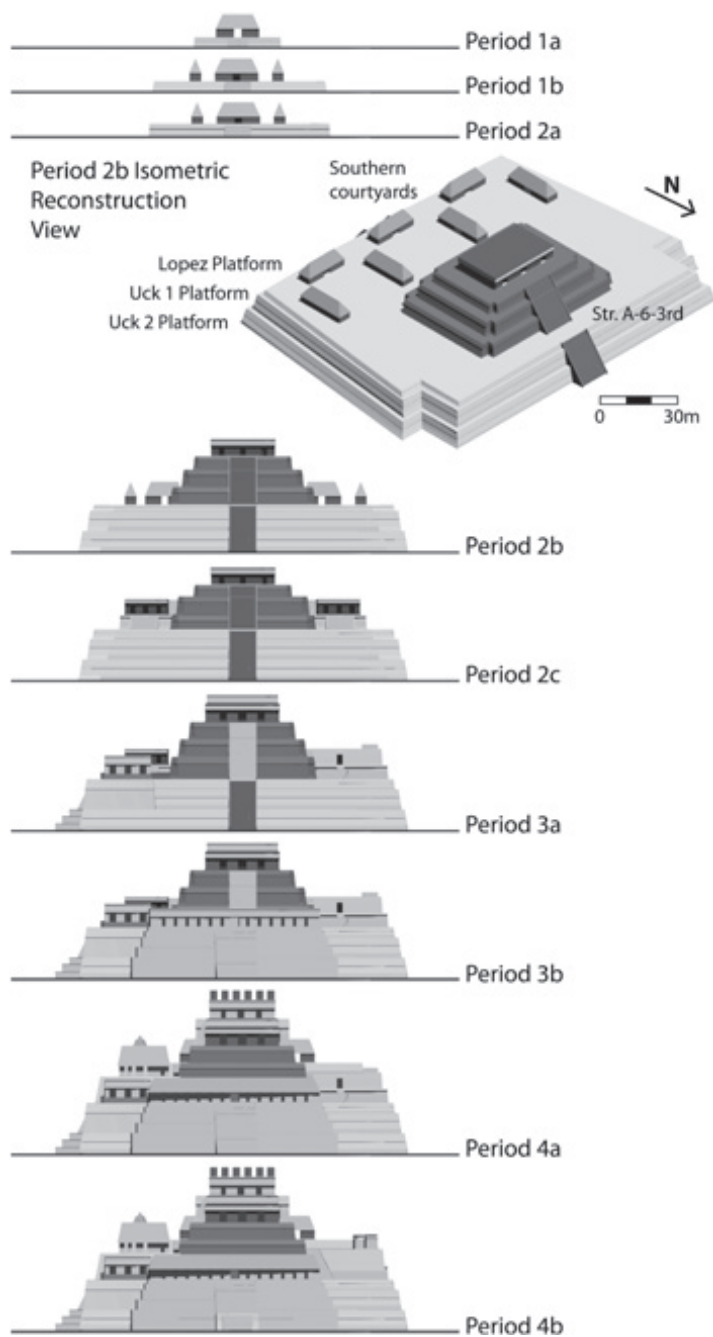 Period 1a
Period 1b
Period 2a
Period 2b Isometric
Reconstruction
View
Southern
courtyards
N
Lopez Platform
Uck 1 Platform
Uck 2 Platform
Str. A-6-3rd
0 30m
Period 2b
Period 2c
Period 3a
Period 3b
Period 4a
Period 4b